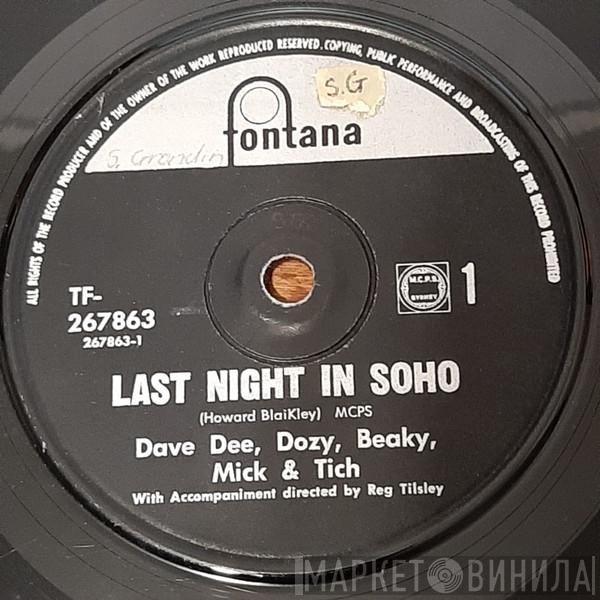 ALL RIGHTS OF THE RECORD PRODUCER AND OF THE OWNER OF THE WORK REPRODUCED RESERVED. COPYING, PUBLIC PERFORMANCE AND BROADCASTING OF THIS RECORD PROHIBITED
S.G
fontana
S. Grandin
M.C.P.S.
SYDNEY
1
TF-
267863
267863-1
LAST NIGHT IN SOHO
(Howard BlaiKley) MCPS
Dave Dee, Dozy, Beaky,
Mick & Tich
With Accompaniment directed by Reg Tilsley
МАРКЕТ ВИНИЛА